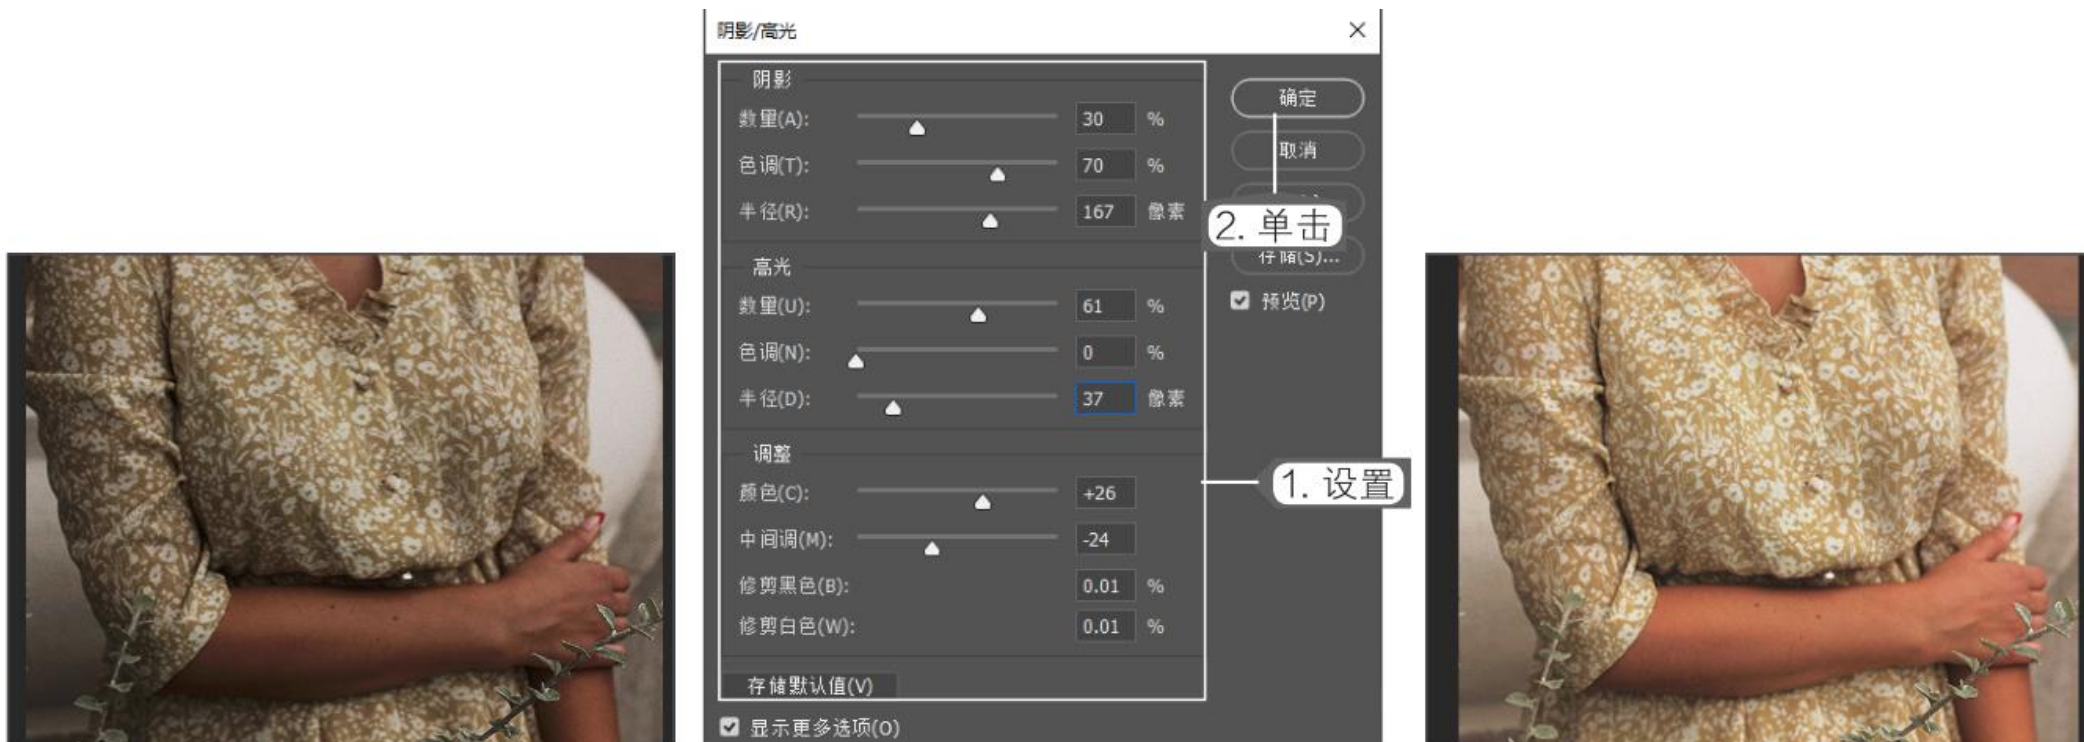 阴影/高光
阴影
数量(A): 30 %
色调(T): 70 %
半径(R): 167 像素
高光
数量(U): 61 %
色调(N): 0 %
半径(D): 37 像素
调整
颜色(C): +26
中间调(M): -24
修剪黑色(B): 0.01 %
修剪白色(W): 0.01 %
存储默认值(V)
显示更多选项(O)
确定
取消
2. 单击
存储(S)...
预览(P)
1. 设置